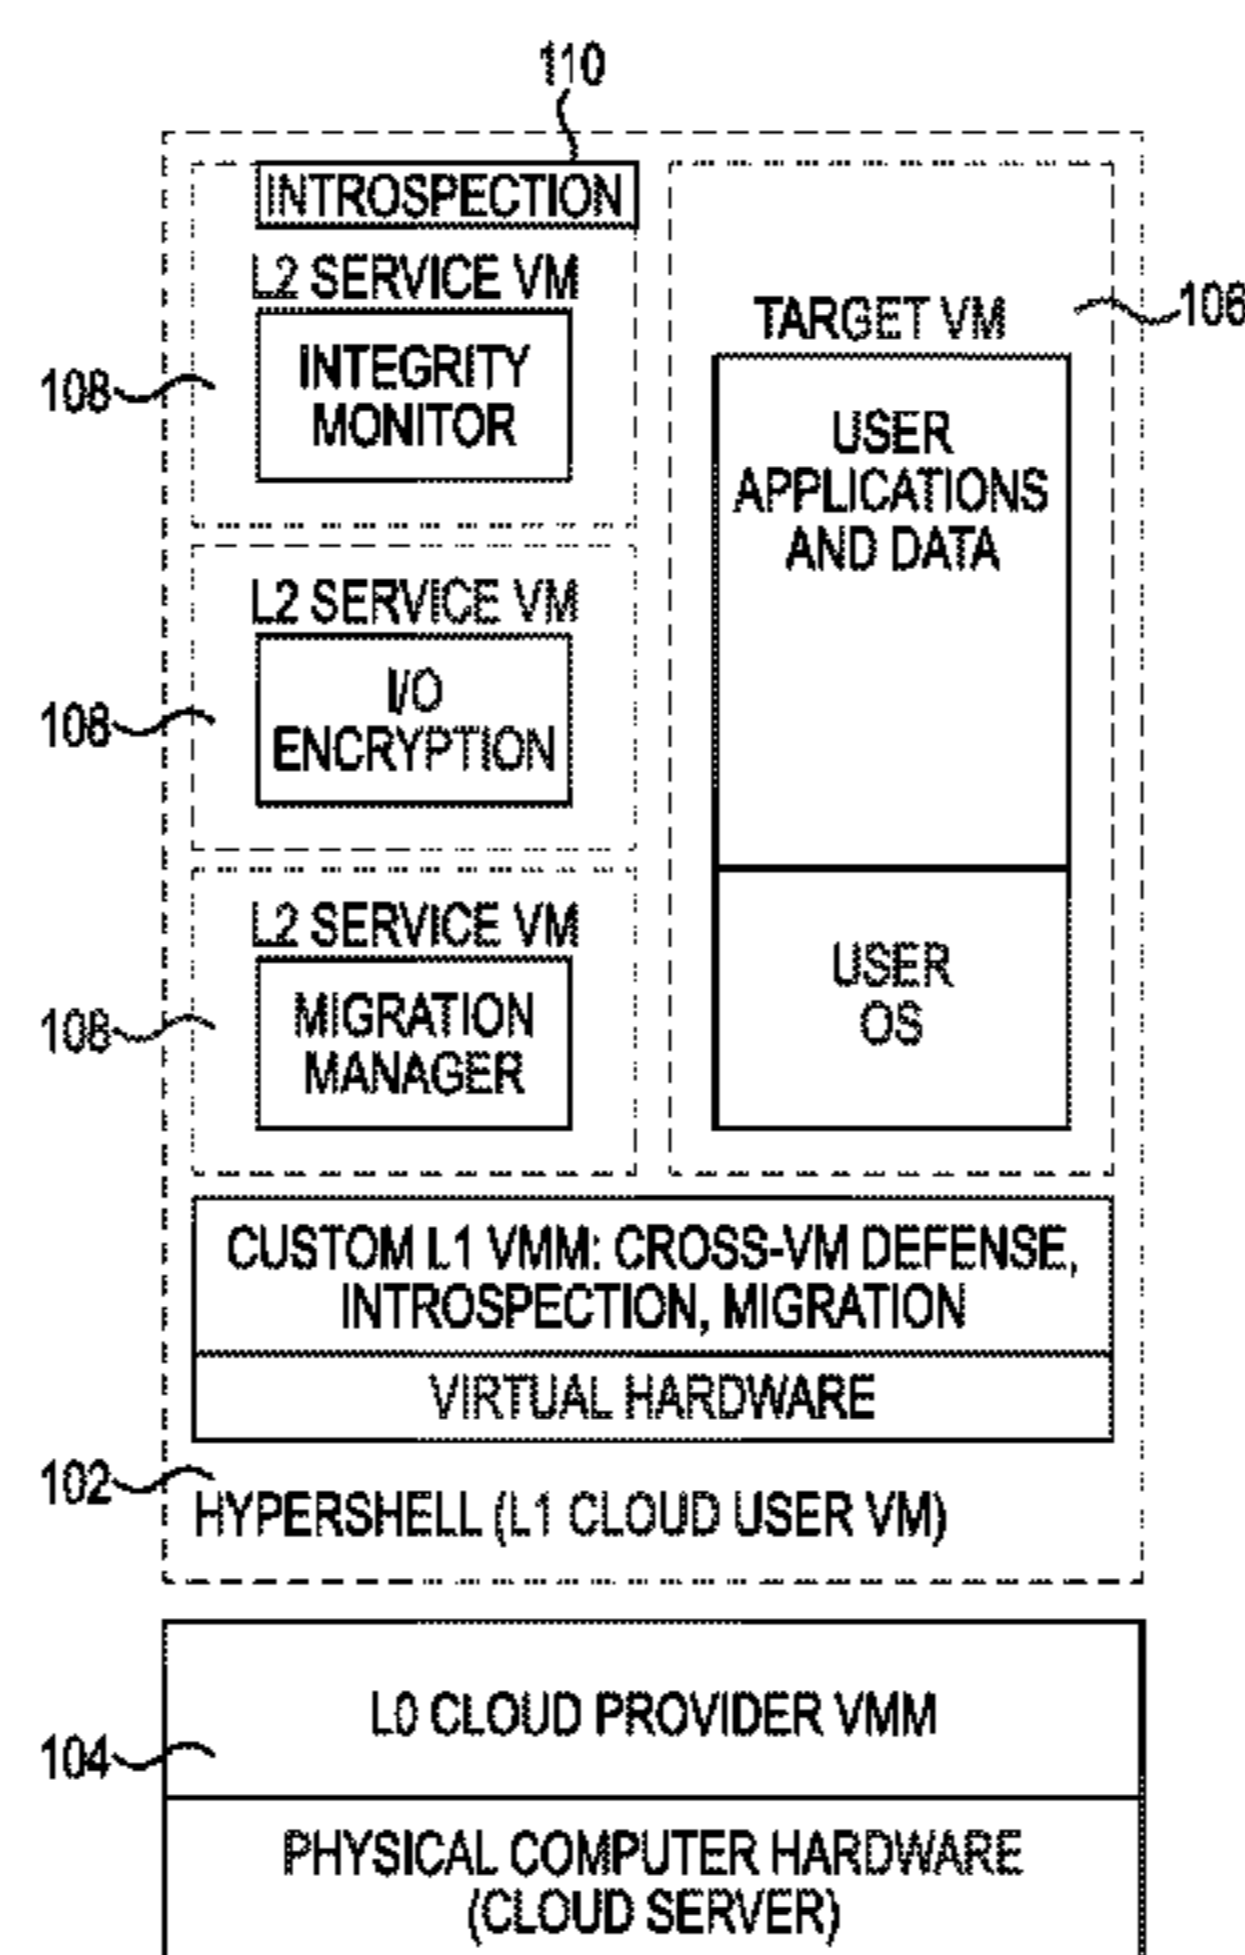 110
INTROSPECTION
L2 SERVICE VM
INTEGRITY
MONITOR
108
TARGET VM
106
USER
APPLICATIONS
AND DATA
L2 SERVICE VM
I/O
ENCRYPTION
108
L2 SERVICE VM
MIGRATION
MANAGER
108
USER
OS
CUSTOM L1 VMM: CROSS-VM DEFENSE,
INTROSPECTION, MIGRATION
VIRTUAL HARDWARE
102
HYPERSHELL (L1 CLOUD USER VM)
L0 CLOUD PROVIDER VMM
104
PHYSICAL COMPUTER HARDWARE
(CLOUD SERVER)